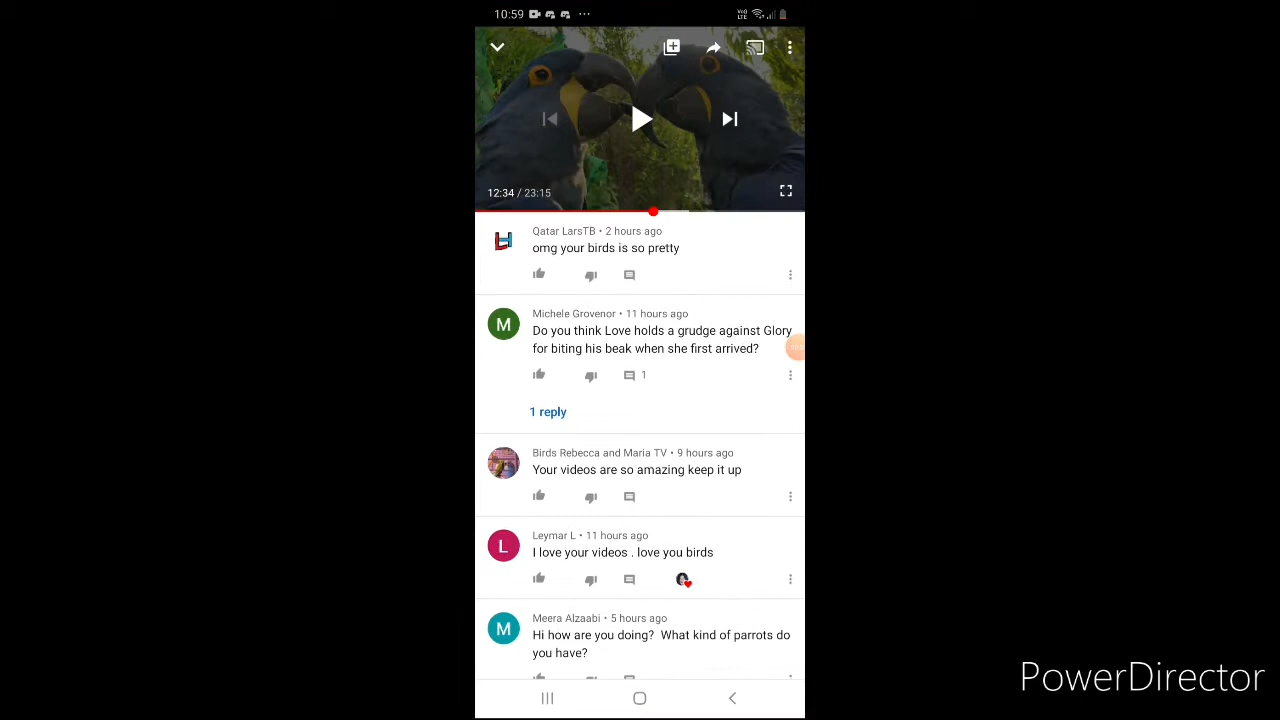 10:59
VoD
LTE
12:34 / 23:15
Qatar LarsTB • 2 hours ago
omg your birds is so pretty
M
Michele Grovenor • 11 hours ago
Do you think Love holds a grudge against Glory
for biting his beak when she first arrived?
1
1 reply
Birds Rebecca and Maria TV • 9 hours ago
Your videos are so amazing keep it up
L
Leymar L • 11 hours ago
I love your videos . love you birds
M
Meera Alzaabi • 5 hours ago
Hi how are you doing?  What kind of parrots do
you have?
PowerDirector